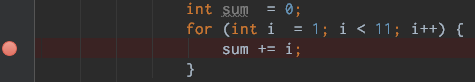 int sum  = 0;
for (int i  = 1; i < 11; i++) {
sum += i;
}